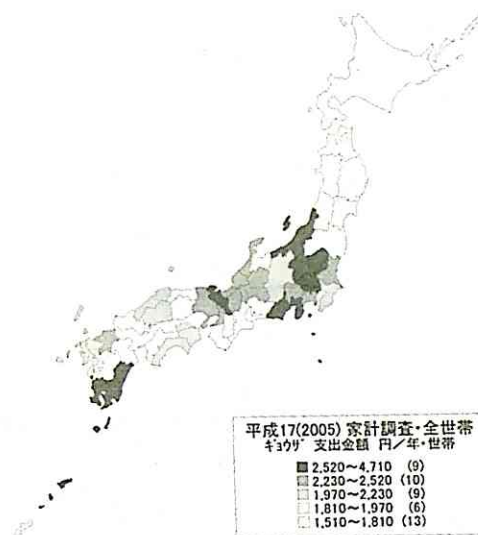 平成17(2005) 家計調査・全世帯
ギョウザ 支出金額 円/年・世帯
2,520~4,710 (9)
2,230~2,520 (10)
1,970~2,230 (9)
1,810~1,970 (6)
1,510~1,810 (13)